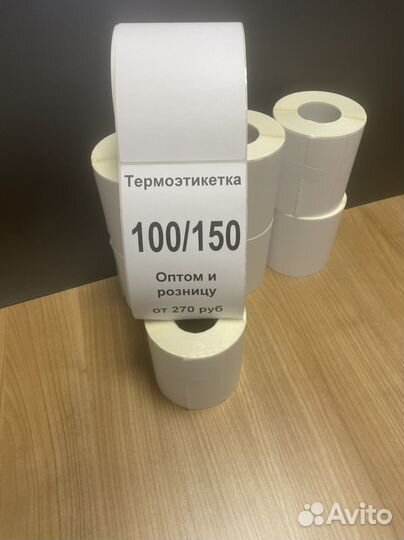 Термоэтикетка
100/150
Оптом и
розницу
от 270 руб
Avito